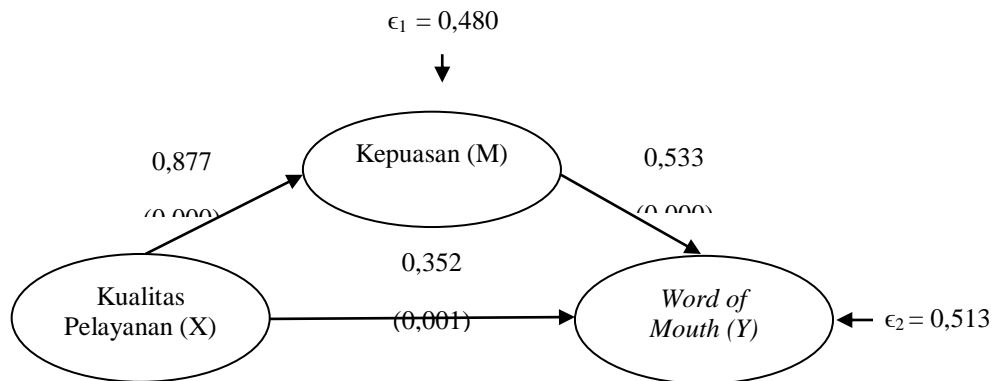 ϵ1 = 0,480
Kepuasan (M)
0,877
(0,000)
0,533
(0,000)
0,352
(0,001)
Kualitas
Pelayanan (X)
Word of
Mouth (Y)
ϵ2 = 0,513